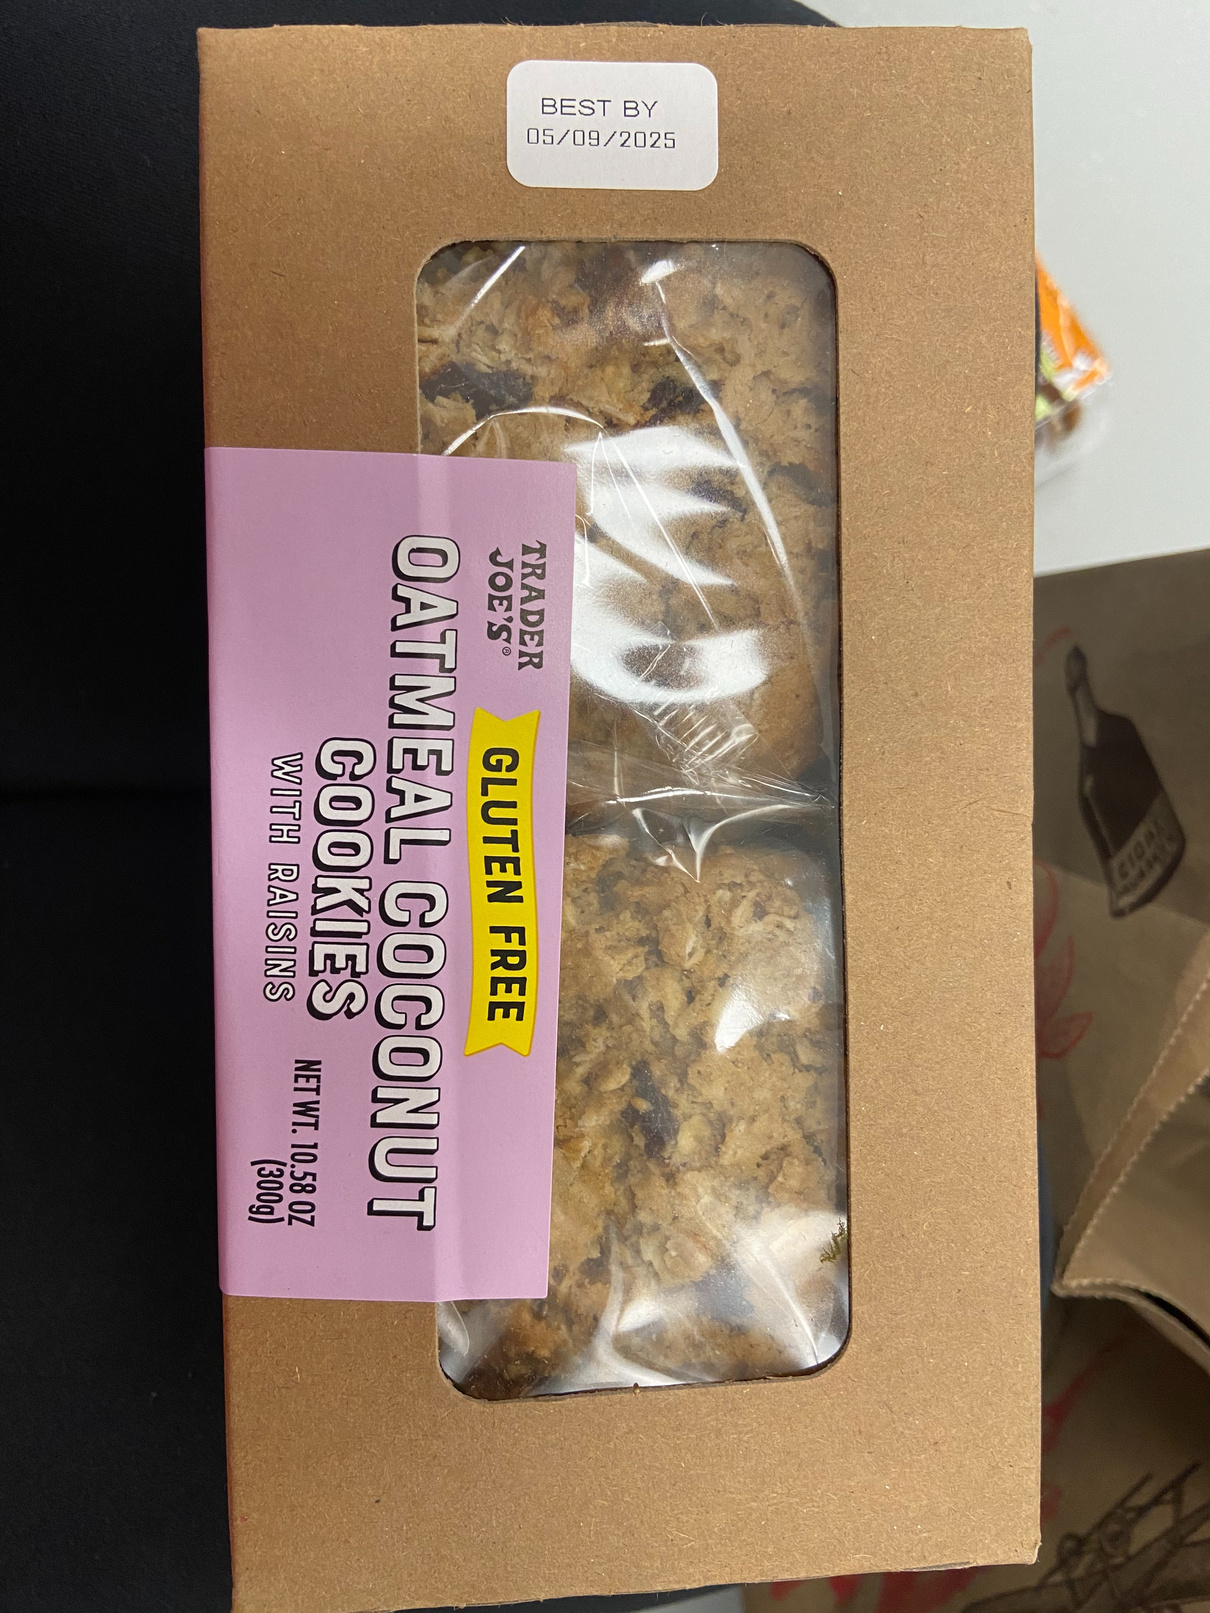 BEST BY
05/09/2025
TRADER
JOE'S®
GLUTEN FREE
OATMEAL COCONUT
COOKIES
WITH RAISINS
NET WT. 10.58 OZ
(300g)